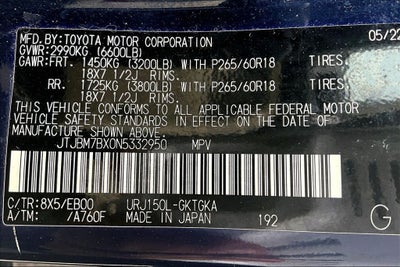 MFD. BY: TOYOTA MOTOR CORPORATION 05/22
GVWR: 2990KG (6600LB)
GAWR: FRT. 1450KG (3200LB) WITH P265/60R18 TIRES.
18X7 1/2J RIMS.
RR. 1725KG (3800LB) WITH P265/60R18 TIRES.
18X7 1/2J RIMS.
THIS VEHICLE CONFORMS TO ALL APPLICABLE FEDERAL MOTOR
VEHICLE SAFETY STANDARDS IN EFFECT ON THE DATE OF
MANUFACTURE SHOWN ABOVE.
JTJBM7BX0N5332950 MPV
C/TR: 8X5/EB00 URJ150L-GKTGKA
A/TM: /A760F MADE IN JAPAN 192 G